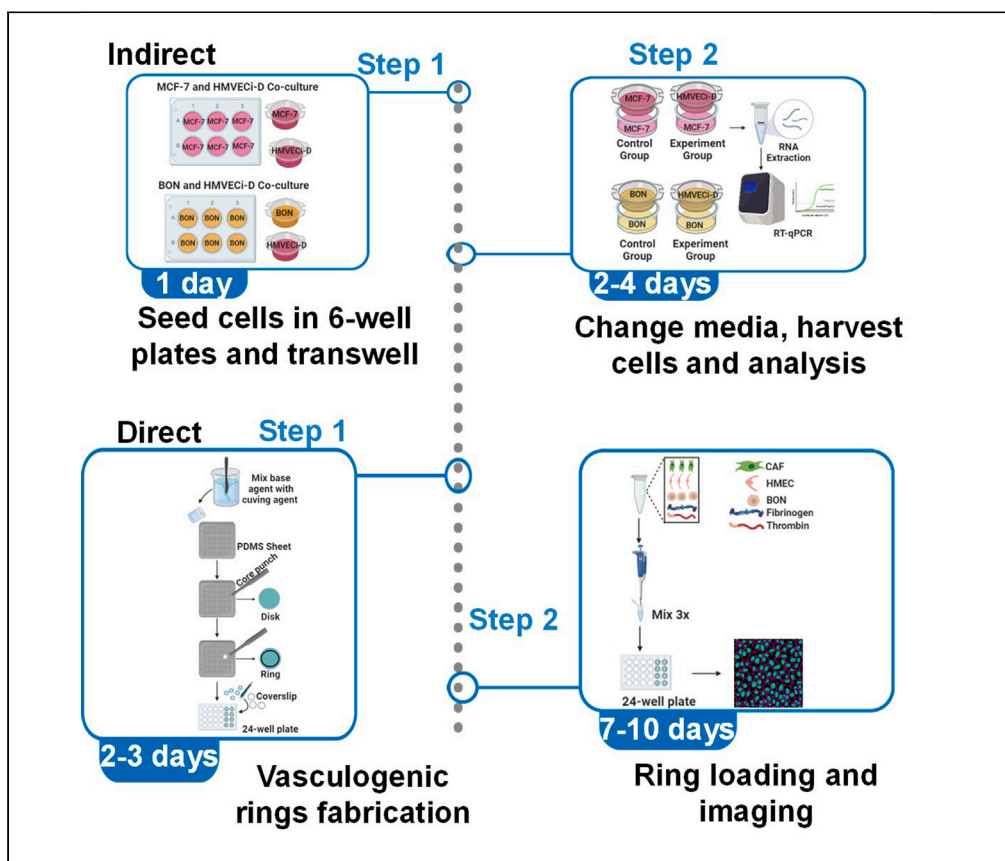 Indirect
Step 1
MCF-7 and HMVECi-D Co-culture
1 2 3
A MCF-7 MCF-7 MCF-7
B MCF-7 MCF-7 MCF-7
MCF-7
HMVECi-D
BON and HMVECi-D Co-culture
1 2 3
A BON BON BON
B BON BON BON
BON
HMVECi-D
1 day
Seed cells in 6-well
plates and transwell
Step 2
MCF-7 HMVECi-D
MCF-7 MCF-7
Control
Group
Experiment
Group
RNA
Extraction
BON HMVECi-D
BON BON
Control
Group
Experiment
Group
RT-qPCR
2-4 days
Change media, harvest
cells and analysis
Direct
Step 1
Mix base
agent with
cuving agent
PDMS Sheet
Core punch
Disk
Ring
Coverslip
24-well plate
2-3 days
Vasculogenic
rings fabrication
Step 2
CAF
HMEC
BON
Fibrinogen
Thrombin
Mix 3x
24-well plate
7-10 days
Ring loading and
imaging